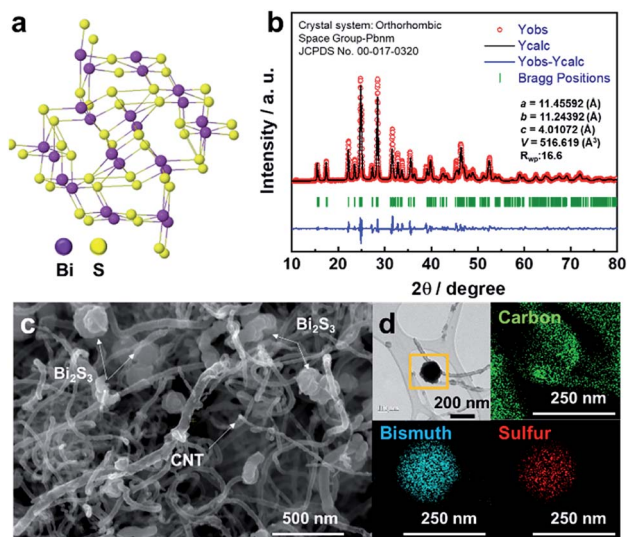 a
Bi
S
b
Crystal system: Orthorhombic
Space Group-Pbnm
JCPDS No. 00-017-0320
Yobs
Ycalc
Yobs-Ycalc
Bragg Positions
a = 11.45592 (Å)
b = 11.24392 (Å)
c = 4.01072 (Å)
V = 516.619 (Å³)
Rwp:16.6
Intensity / a. u.
10 20 30 40 50 60 70 80
2θ / degree
c
Bi₂S₃
Bi₂S₃
CNT
500 nm
d
200 nm
Carbon
250 nm
Bismuth
250 nm
Sulfur
250 nm